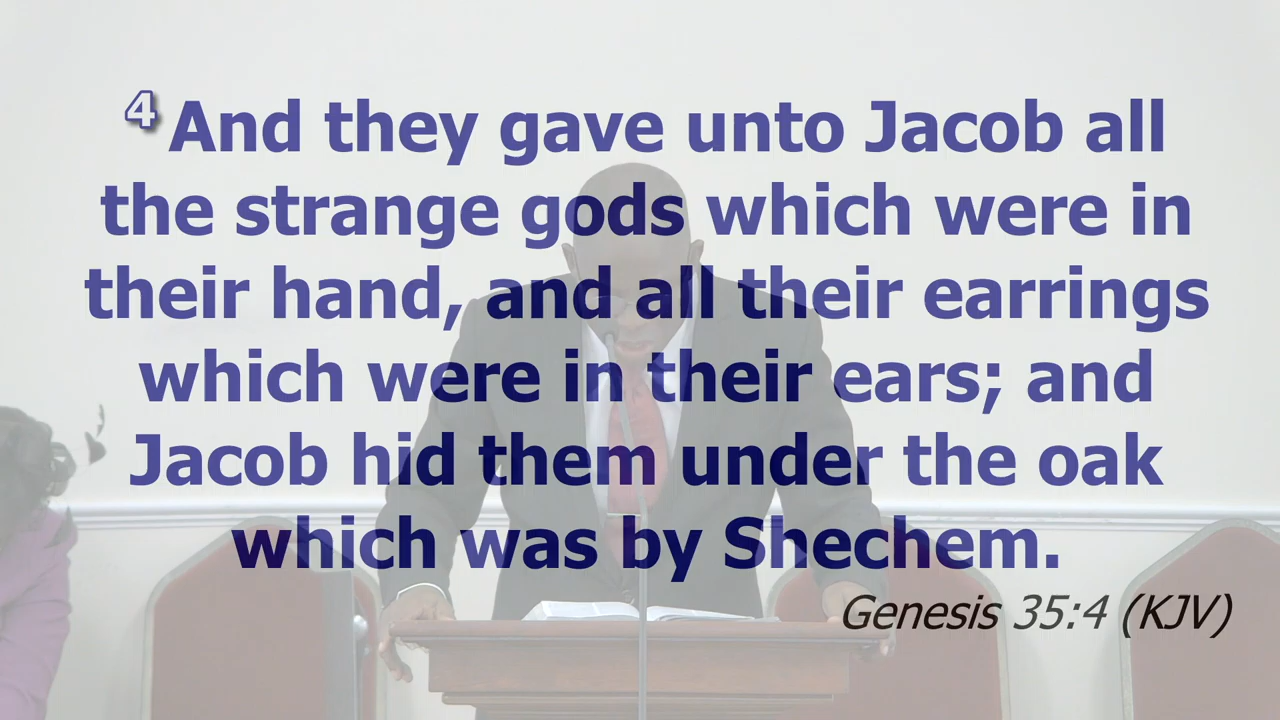 4 And they gave unto Jacob all
the strange gods which were in
their hand, and all their earrings
which were in their ears; and
Jacob hid them under the oak
which was by Shechem.
Genesis 35:4 (KJV)